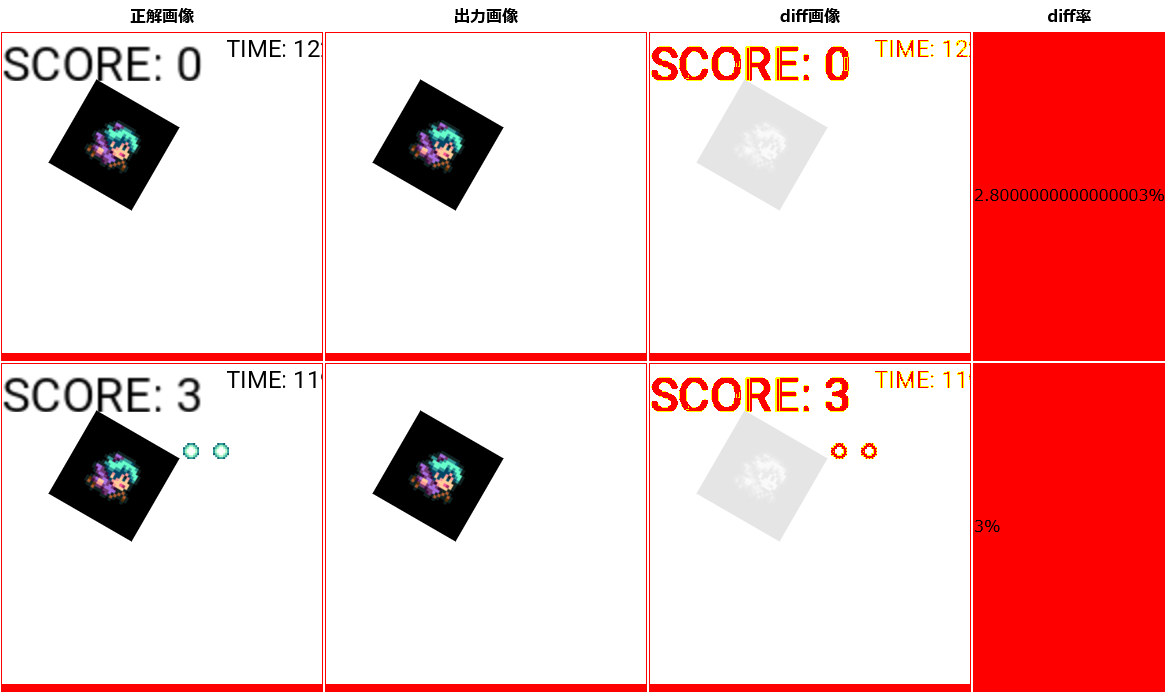 正解画像 出力画像 diff画像 diff率
SCORE: 0 TIME: 12 SCORE: 0 TIME: 12
2.8000000000000003%
SCORE: 3 TIME: 11 SCORE: 3 TIME: 11
3%